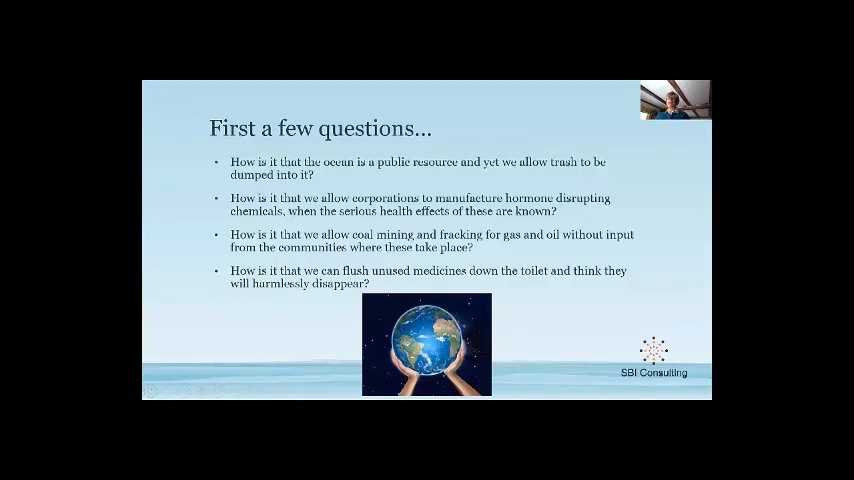 First a few questions...
• How is it that the ocean is a public resource and yet we allow trash to be
dumped into it?
• How is it that we allow corporations to manufacture hormone disrupting
chemicals, when the serious health effects of these are known?
• How is it that we allow coal mining and fracking for gas and oil without input
from the communities where these take place?
• How is it that we can flush unused medicines down the toilet and think they
will harmlessly disappear?
SBI Consulting